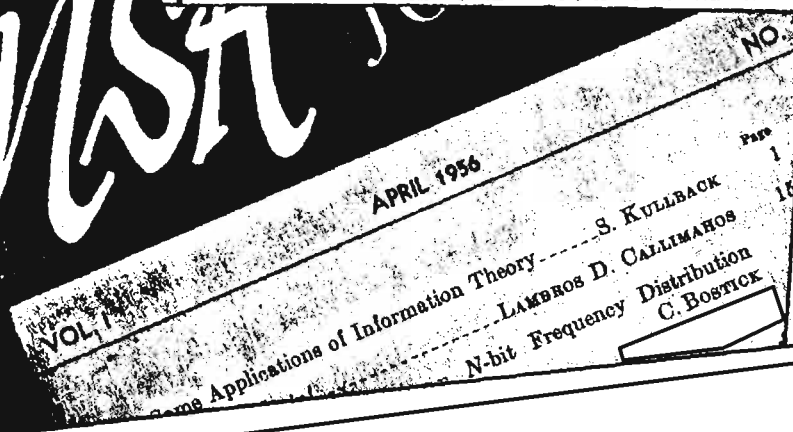 NSA
VOL. I APRIL 1956 NO.
Page
Some Applications of Information Theory------S. KULLBACK 1
LAMBROS D. CALLIMAHOS 15
N-bit Frequency Distribution
C. BOSTICK